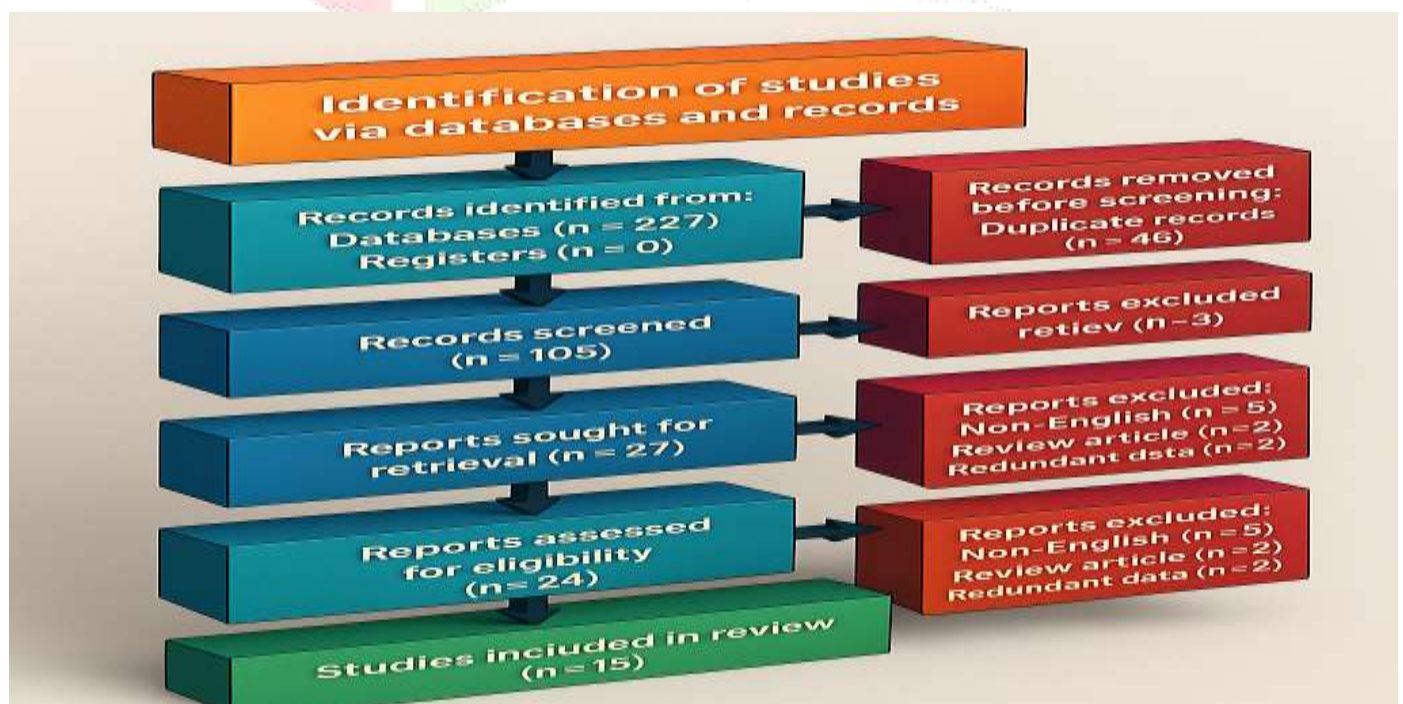 Identification of studies
via databases and records
Records identified from:
Databases (n = 227)
Registers (n = 0)
Records removed
before screening:
Duplicate records
(n = 46)
Records screened
(n = 105)
Reports excluded
retiev (n–3)
Reports sought for
retrieval (n = 27)
Reports excluded:
Non-English (n = 5)
Review article (n=2)
Redundant dsta (n=2)
Reports assessed
for eligibility
(n= 24)
Reports excluded:
Non-English (n=5)
Review article (n=2)
Redundant data (n=2)
Studies inciuded in review
(n=15)